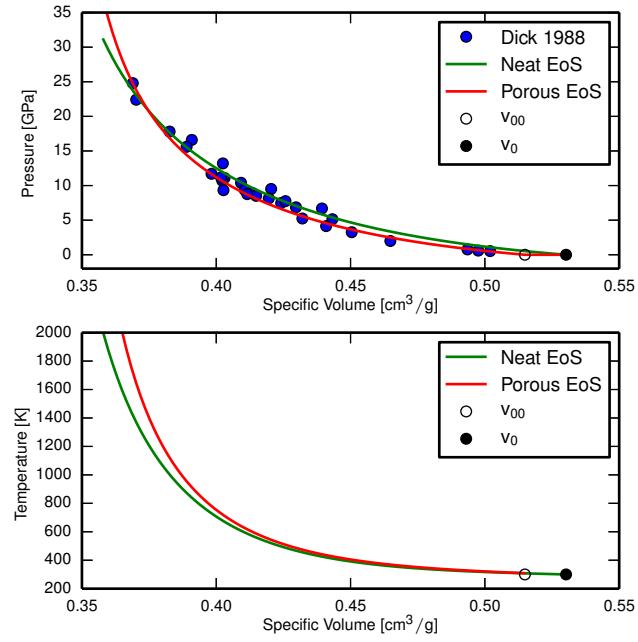 35
30
25
20
15
10
5
0
Pressure [GPa]
Dick 1988
Neat EoS
Porous EoS
v₀₀
v₀
0.35 0.40 0.45 0.50 0.55
Specific Volume [cm³/g]
2000
1800
1600
1400
1200
1000
800
600
400
200
Temperature [K]
Neat EoS
Porous EoS
v₀₀
v₀
0.35 0.40 0.45 0.50 0.55
Specific Volume [cm³/g]